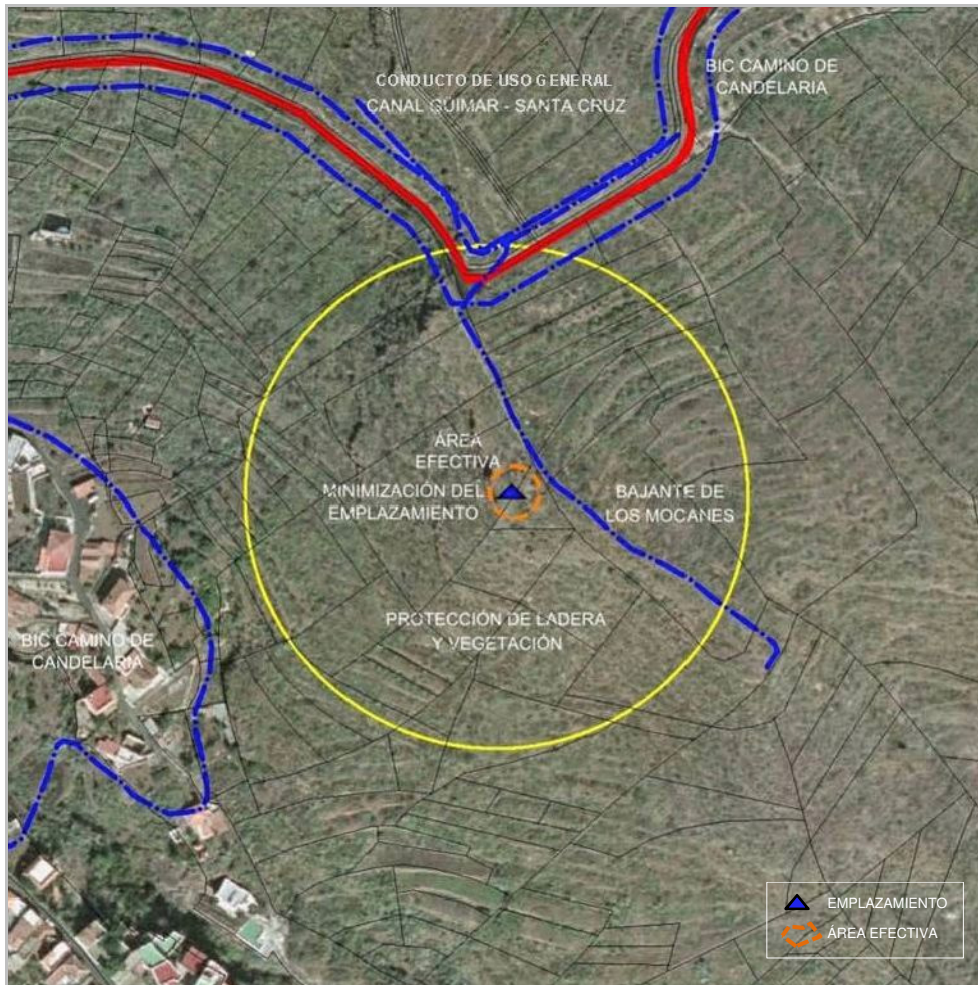 CONDUCTO DE USO GENERAL
CANAL GÜIMAR - SANTA CRUZ
BIC CAMINO DE
CANDELARIA
ÁREA
EFECTIVA
MINIMIZACIÓN DEL
EMPLAZAMIENTO
BAJANTE DE
LOS MOCANES
PROTECCIÓN DE LADERA
Y VEGETACIÓN
BIC CAMINO DE
CANDELARIA
EMPLAZAMIENTO
ÁREA EFECTIVA